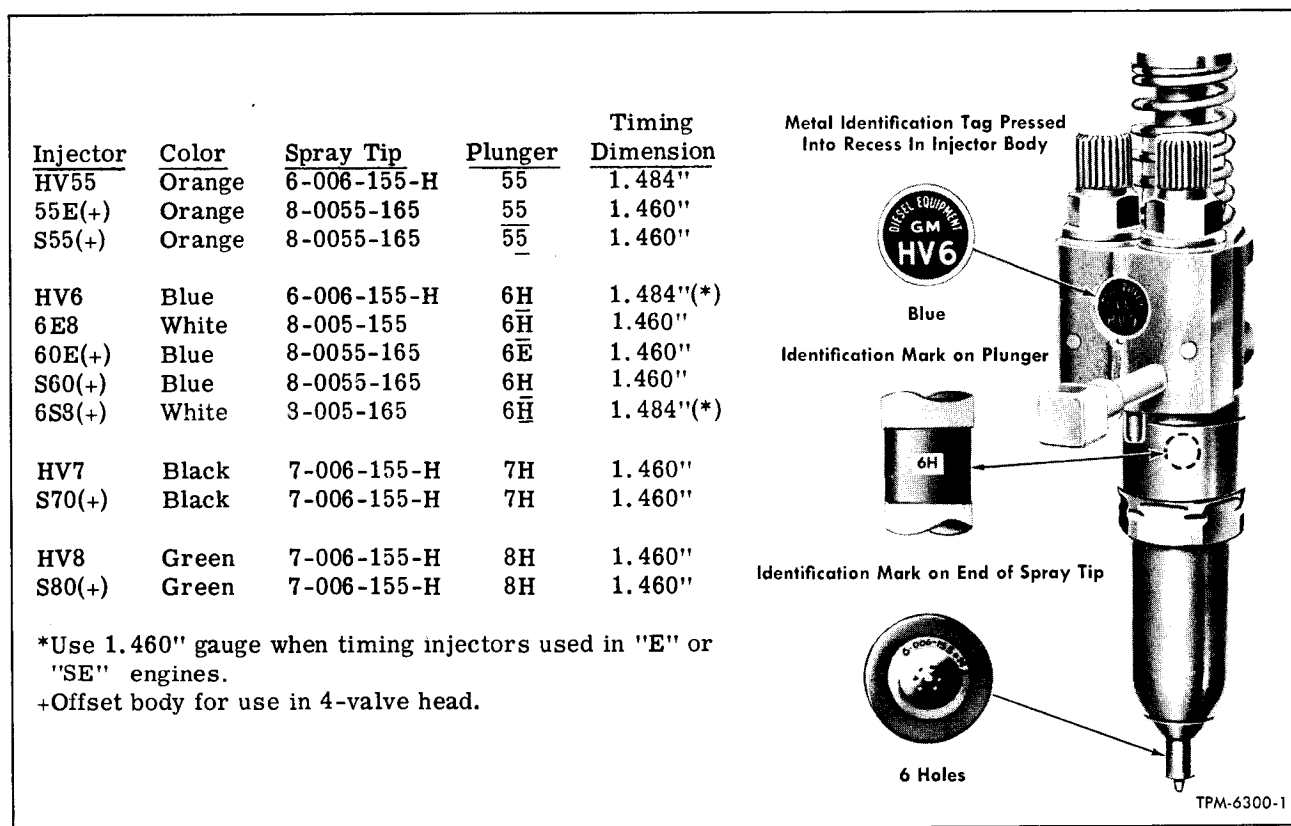 Timing
Injector Color Spray Tip Plunger Dimension
HV55 Orange 6-006-155-H 55 1.484"
55E(+) Orange 8-0055-165 55 1.460"
S55(+) Orange 8-0055-165 55 1.460"
HV6 Blue 6-006-155-H 6H 1.484"(*)
6E8 White 8-005-155 6H 1.460"
60E(+) Blue 8-0055-165 6E 1.460"
S60(+) Blue 8-0055-165 6H 1.460"
6S8(+) White 3-005-165 6H 1.484"(*)
HV7 Black 7-006-155-H 7H 1.460"
S70(+) Black 7-006-155-H 7H 1.460"
HV8 Green 7-006-155-H 8H 1.460"
S80(+) Green 7-006-155-H 8H 1.460"
*Use 1.460" gauge when timing injectors used in "E" or
"SE" engines.
+Offset body for use in 4-valve head.
Metal Identification Tag Pressed
Into Recess In Injector Body
DIESEL EQUIPMENT
GM
HV6
Blue
Identification Mark on Plunger
6H
Identification Mark on End of Spray Tip
6 Holes
TPM-6300-1